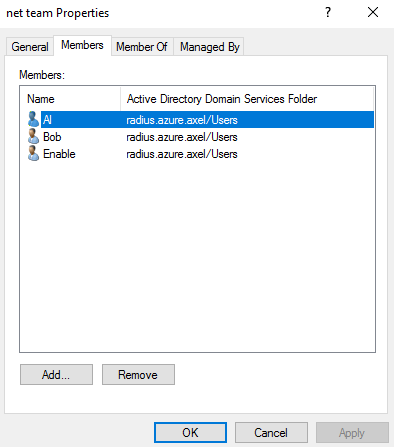 net team Properties
? ×
General Members Member Of Managed By
Members:
Name Active Directory Domain Services Folder
Al radius.azure.axel/Users
Bob radius.azure.axel/Users
Enable radius.azure.axel/Users
Add... Remove
OK Cancel Apply